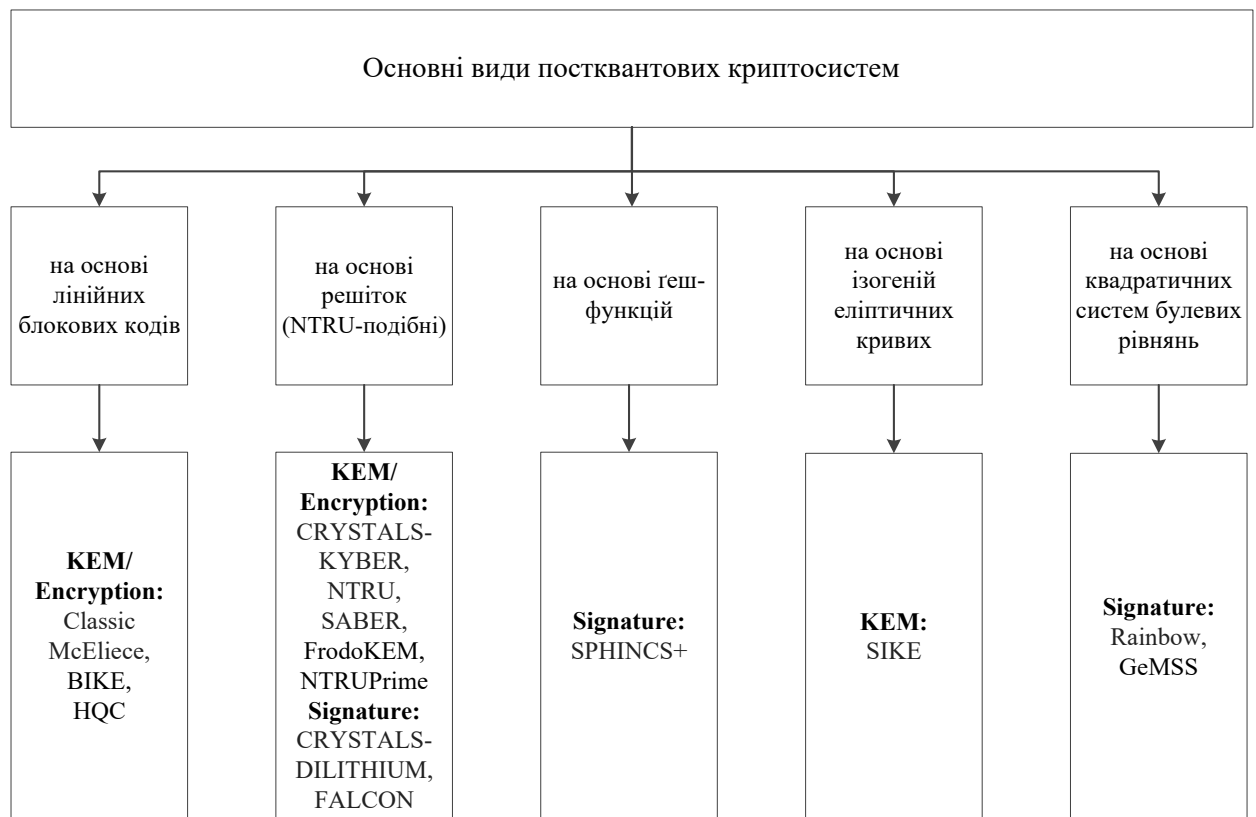 Основні види постквантових криптосистем
на основі
лінійних
блокових кодів
на основі
решіток
(NTRU-подібні)
на основі ґеш-
функцій
на основі
ізогеній
еліптичних
кривих
на основі
квадратичних
систем булевих
рівнянь
KEM/
Encryption:
Classic
McEliece,
BIKE,
HQC
KEM/
Encryption:
CRYSTALS-
KYBER,
NTRU,
SABER,
FrodoKEM,
NTRUPrime
Signature:
CRYSTALS-
DILITHIUM,
FALCON
Signature:
SPHINCS+
KEM:
SIKE
Signature:
Rainbow,
GeMSS